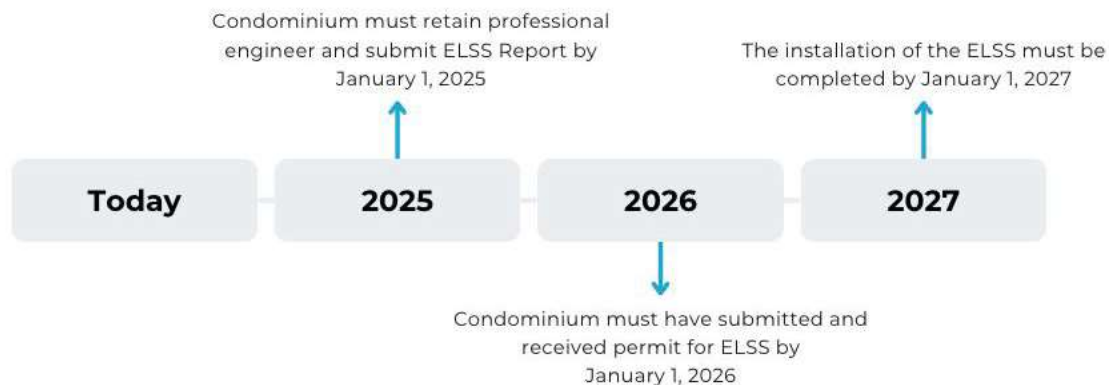 Condominium must retain professional
engineer and submit ELSS Report by
January 1, 2025
The installation of the ELSS must be
completed by January 1, 2027
Today
2025
2026
2027
Condominium must have submitted and
received permit for ELSS by
January 1, 2026